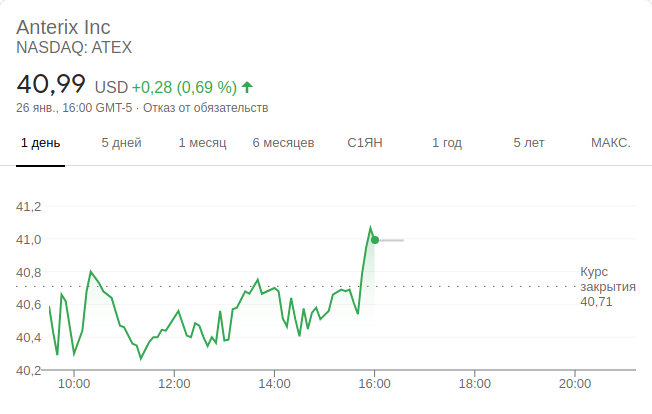 Anterix Inc
NASDAQ: ATEX
40,99 USD +0,28 (0,69 %)
26 янв., 16:00 GMT-5 · Отказ от обязательств
1 день 5 дней 1 месяц 6 месяцев С1ЯН 1 год 5 лет МАКС.
41,2
41,0
40,8
40,6
40,4
40,2
Курс
закрытия
40,71
10:00 12:00 14:00 16:00 18:00 20:00